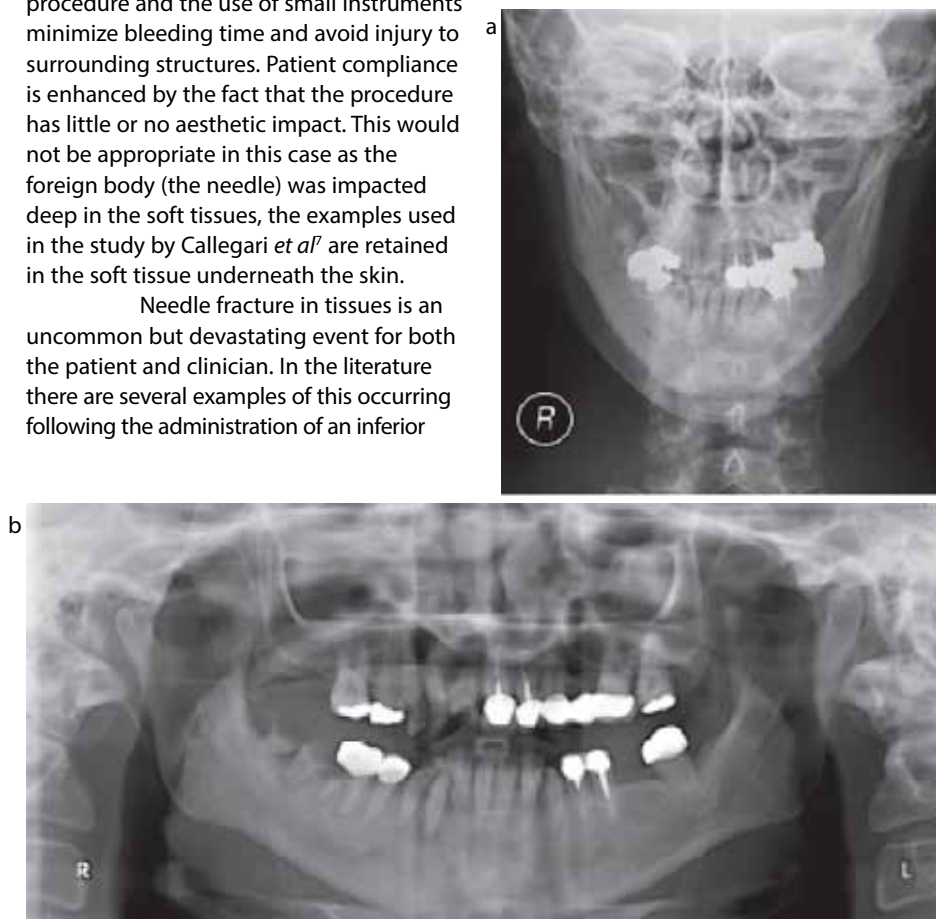 procedure and the use of small instruments
minimize bleeding time and avoid injury to
surrounding structures. Patient compliance
is enhanced by the fact that the procedure
has little or no aesthetic impact. This would
not be appropriate in this case as the
foreign body (the needle) was impacted
deep in the soft tissues, the examples used
in the study by Callegari et al⁷ are retained
in the soft tissue underneath the skin.
Needle fracture in tissues is an
uncommon but devastating event for both
the patient and clinician. In the literature
there are several examples of this occurring
following the administration of an inferior
a
R
b
R
L